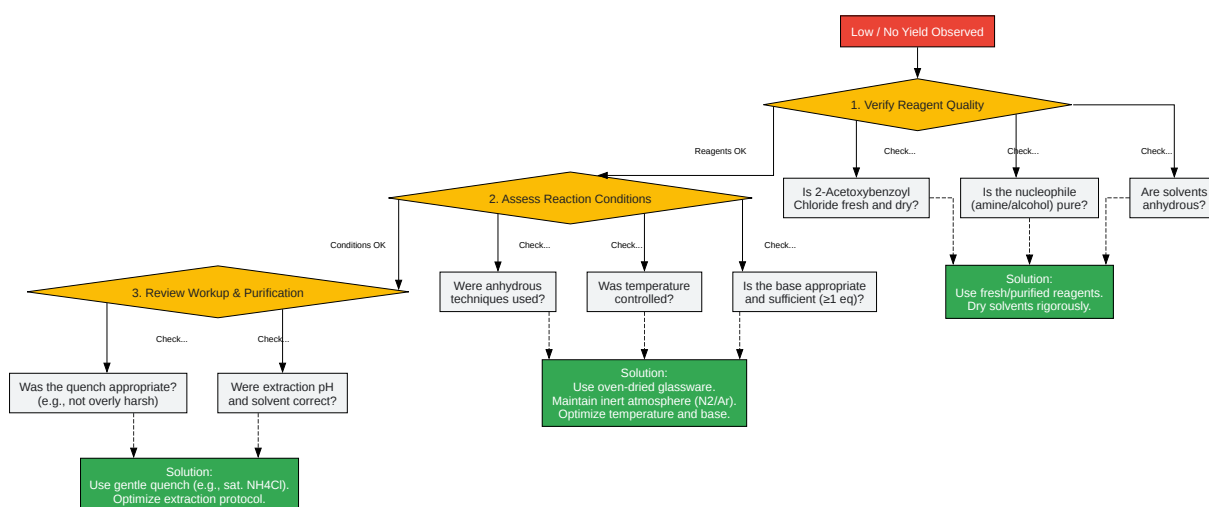 Low / No Yield Observed
1. Verify Reagent Quality
Reagents OK
Check...
Check...
Check...
Is 2-Acetoxybenzoyl
Chloride fresh and dry?
Is the nucleophile
(amine/alcohol) pure?
Are solvents
anhydrous?
2. Assess Reaction Conditions
Conditions OK
Check...
Check...
Check...
Solution:
Use fresh/purified reagents.
Dry solvents rigorously.
Were anhydrous
techniques used?
Was temperature
controlled?
Is the base appropriate
and sufficient (≥1 eq)?
3. Review Workup & Purification
Check...
Check...
Solution:
Use oven-dried glassware.
Maintain inert atmosphere (N2/Ar).
Optimize temperature and base.
Was the quench appropriate?
(e.g., not overly harsh)
Were extraction pH
and solvent correct?
Solution:
Use gentle quench (e.g., sat. NH4Cl).
Optimize extraction protocol.